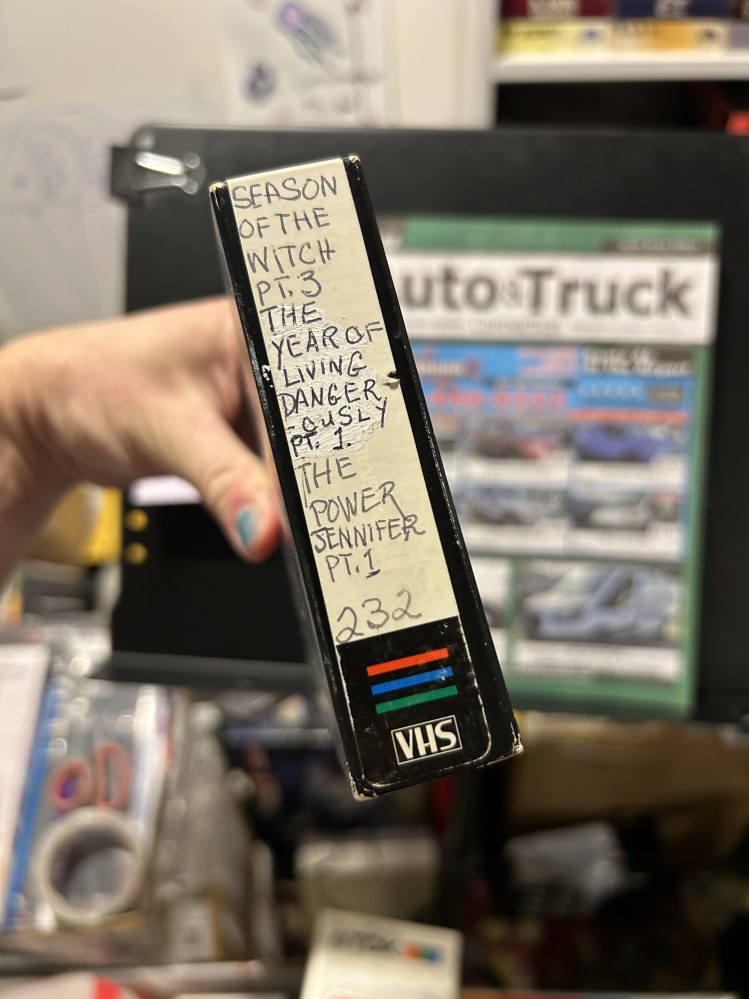 SEASON
OF THE
WITCH
PT. 3
THE
YEAR OF
LIVING
DANGER
-OUSLY
PT. 1.
THE
POWER
JENNIFER
PT. 1
232
VHS
uto&Truck